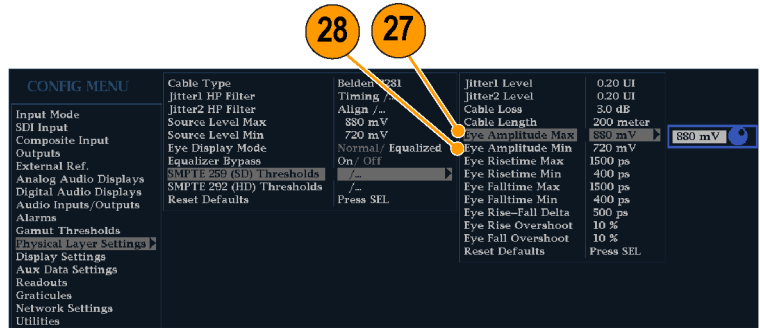 28 27
CONFIG MENU
Input Mode
SDI Input
Composite Input
Outputs
External Ref.
Analog Audio Displays
Digital Audio Displays
Audio Inputs/Outputs
Alarms
Gamut Thresholds
Physical Layer Settings
Display Settings
Aux Data Settings
Readouts
Graticules
Network Settings
Utilities
Cable Type Belden 8281
Jitter1 HP Filter Timing /...
Jitter2 HP Filter Align /...
Source Level Max 880 mV
Source Level Min 720 mV
Eye Display Mode Normal/ Equalized
Equalizer Bypass On/ Off
SMPTE 259 (SD) Thresholds /...
SMPTE 292 (HD) Thresholds /...
Reset Defaults Press SEL
Jitter1 Level 0.20 UI
Jitter2 Level 0.20 UI
Cable Loss 3.0 dB
Cable Length 200 meter
Eye Amplitude Max 880 mV
Eye Amplitude Min 720 mV
Eye Risetime Max 1500 ps
Eye Risetime Min 400 ps
Eye Falltime Max 1500 ps
Eye Falltime Min 400 ps
Eye Rise–Fall Delta 500 ps
Eye Rise Overshoot 10 %
Eye Fall Overshoot 10 %
Reset Defaults Press SEL
880 mV